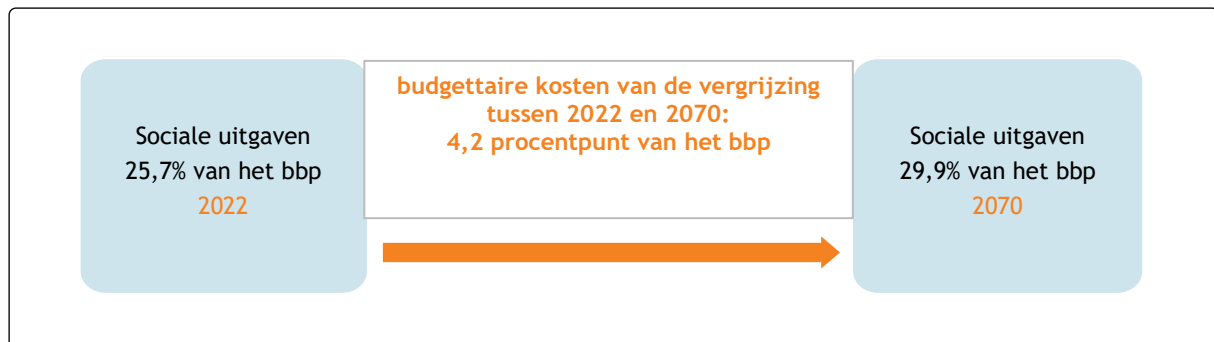 Sociale uitgaven
25,7% van het bbp
2022
budgettaire kosten van de vergrijzing
tussen 2022 en 2070:
4,2 procentpunt van het bbp
Sociale uitgaven
29,9% van het bbp
2070